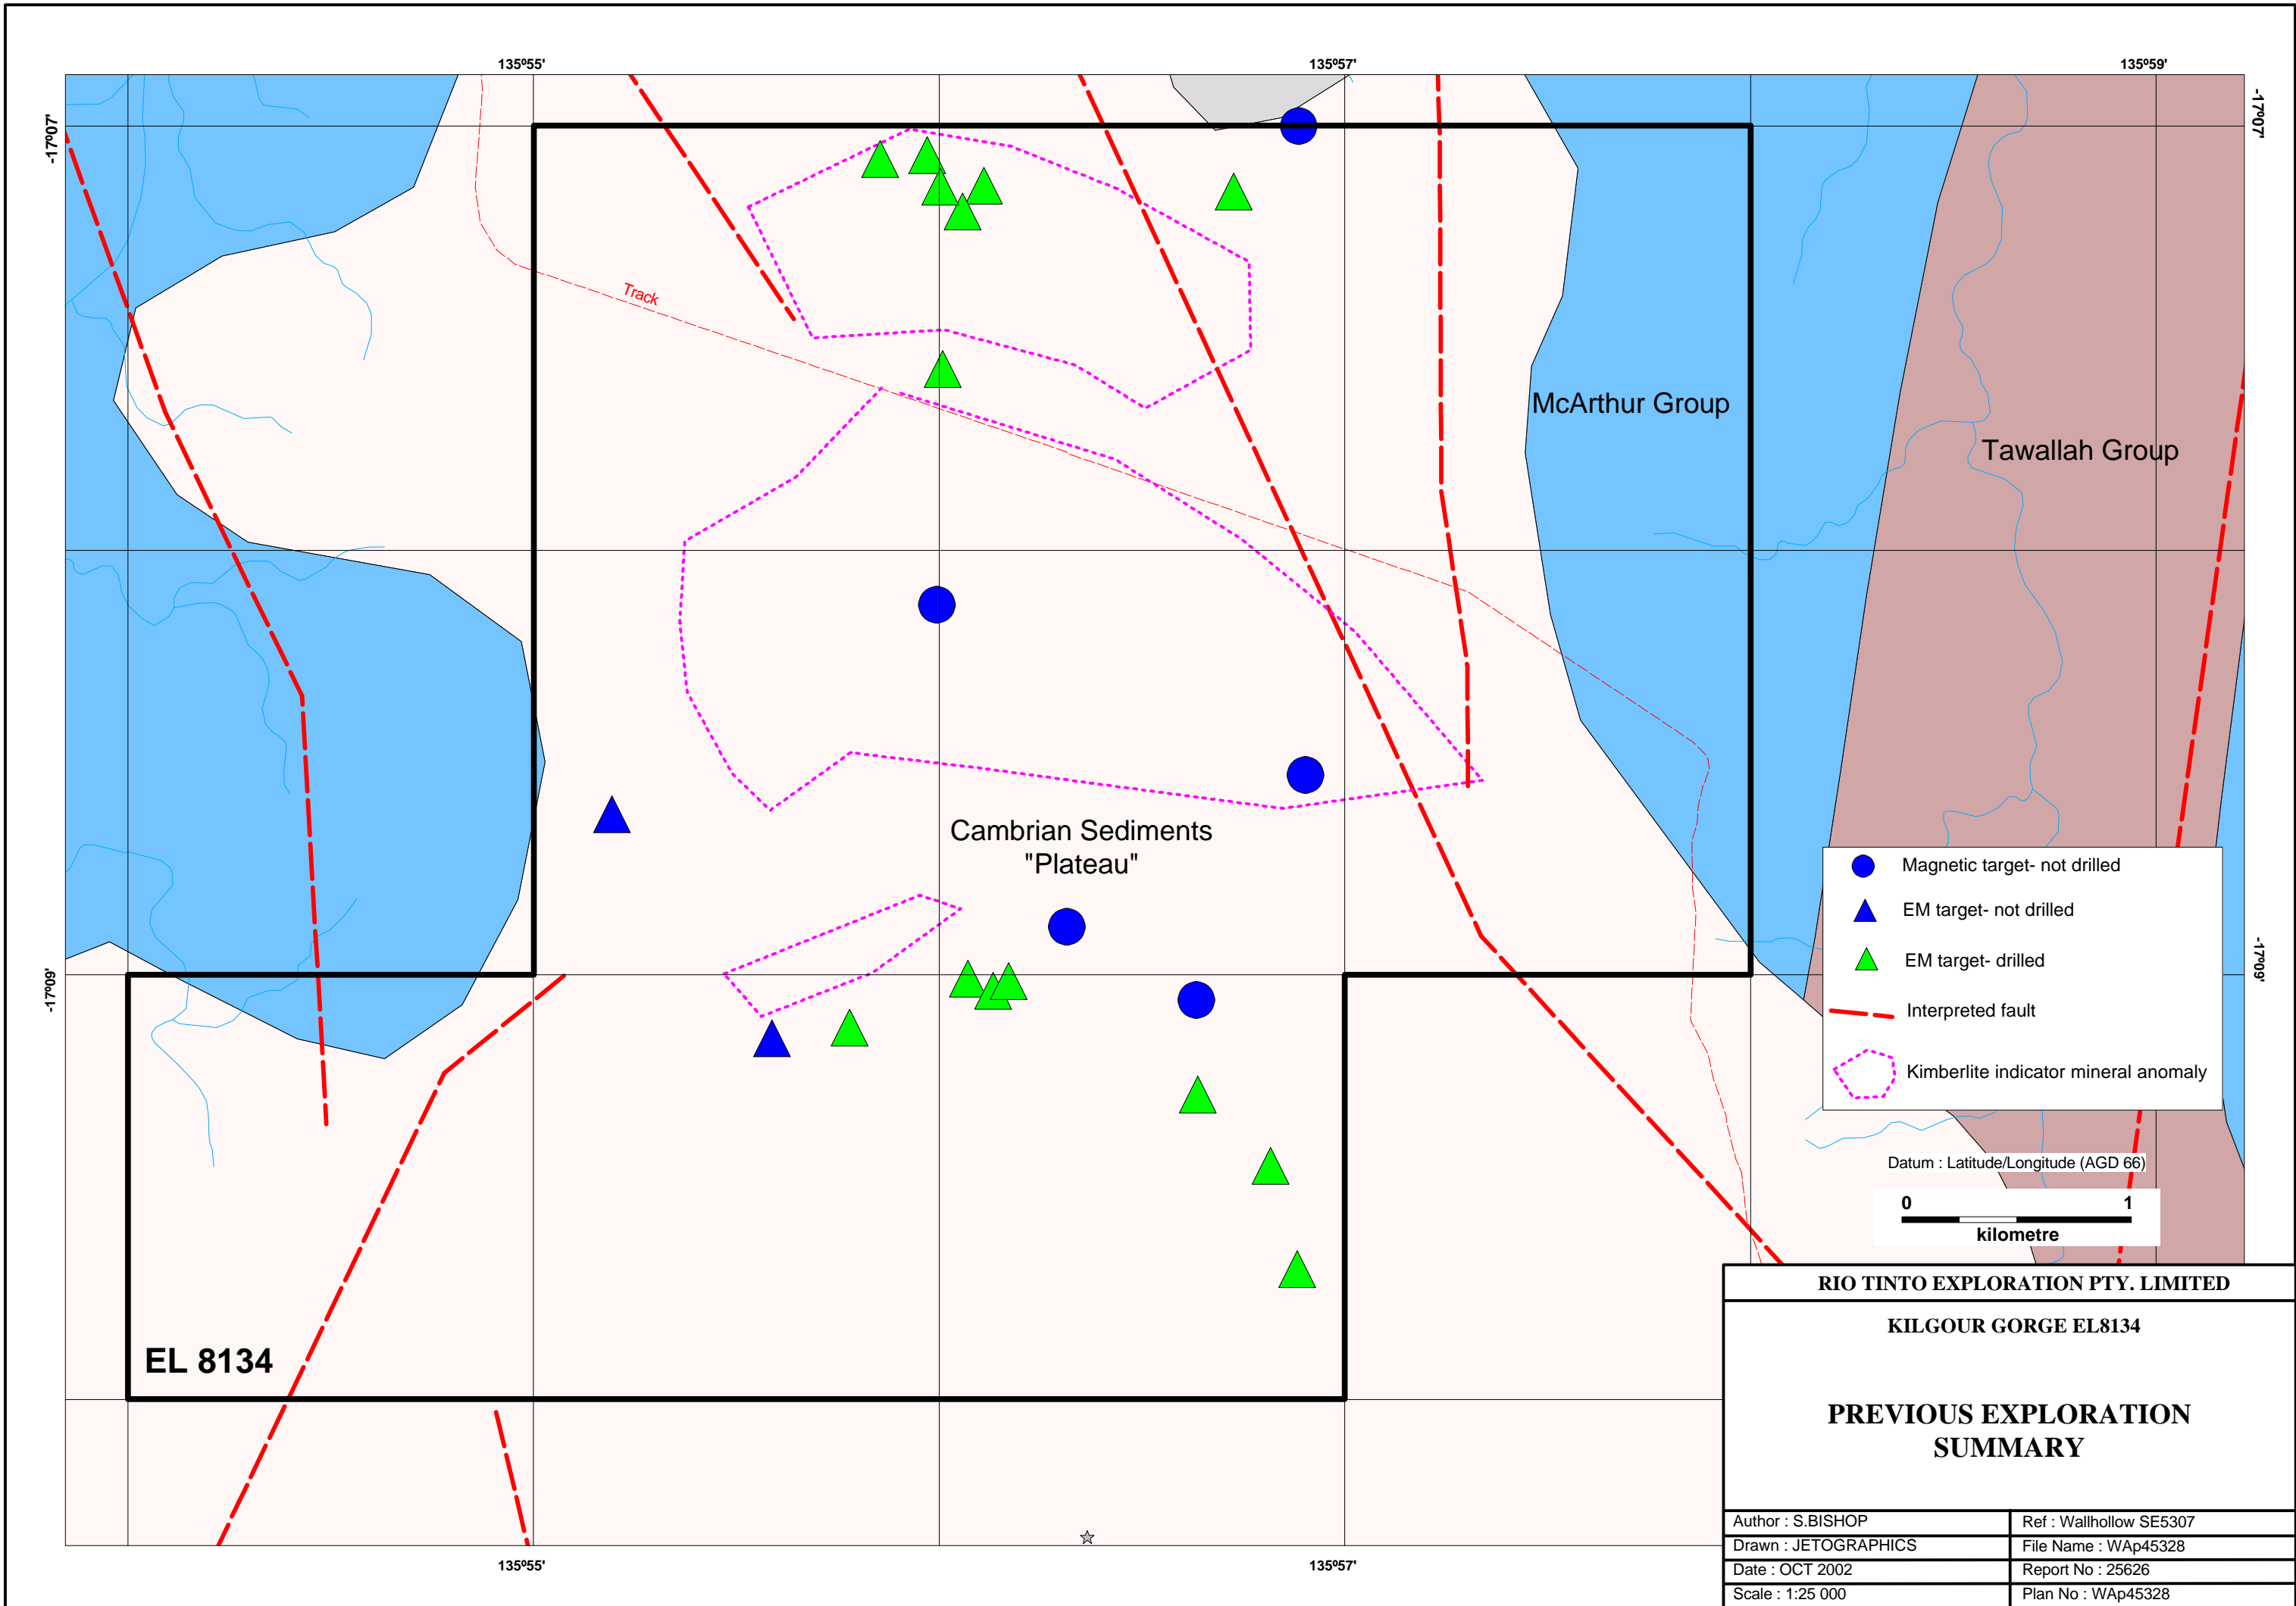 135º55'
135º57'
135º59'
-17º07'
-17º07'
Track
McArthur Group
Tawallah Group
Cambrian Sediments
"Plateau"
Magnetic target- not drilled
EM target- not drilled
EM target- drilled
Interpreted fault
Kimberlite indicator mineral anomaly
-17º09'
-17º09'
Datum : Latitude/Longitude (AGD 66)
0 1
kilometre
EL 8134
RIO TINTO EXPLORATION PTY. LIMITED
KILGOUR GORGE EL8134
PREVIOUS EXPLORATION
SUMMARY
Author : S.BISHOP
Ref : Wallhollow SE5307
Drawn : JETOGRAPHICS
File Name : WAp45328
Date : OCT 2002
Report No : 25626
Scale : 1:25 000
Plan No : WAp45328
135º55'
135º57'